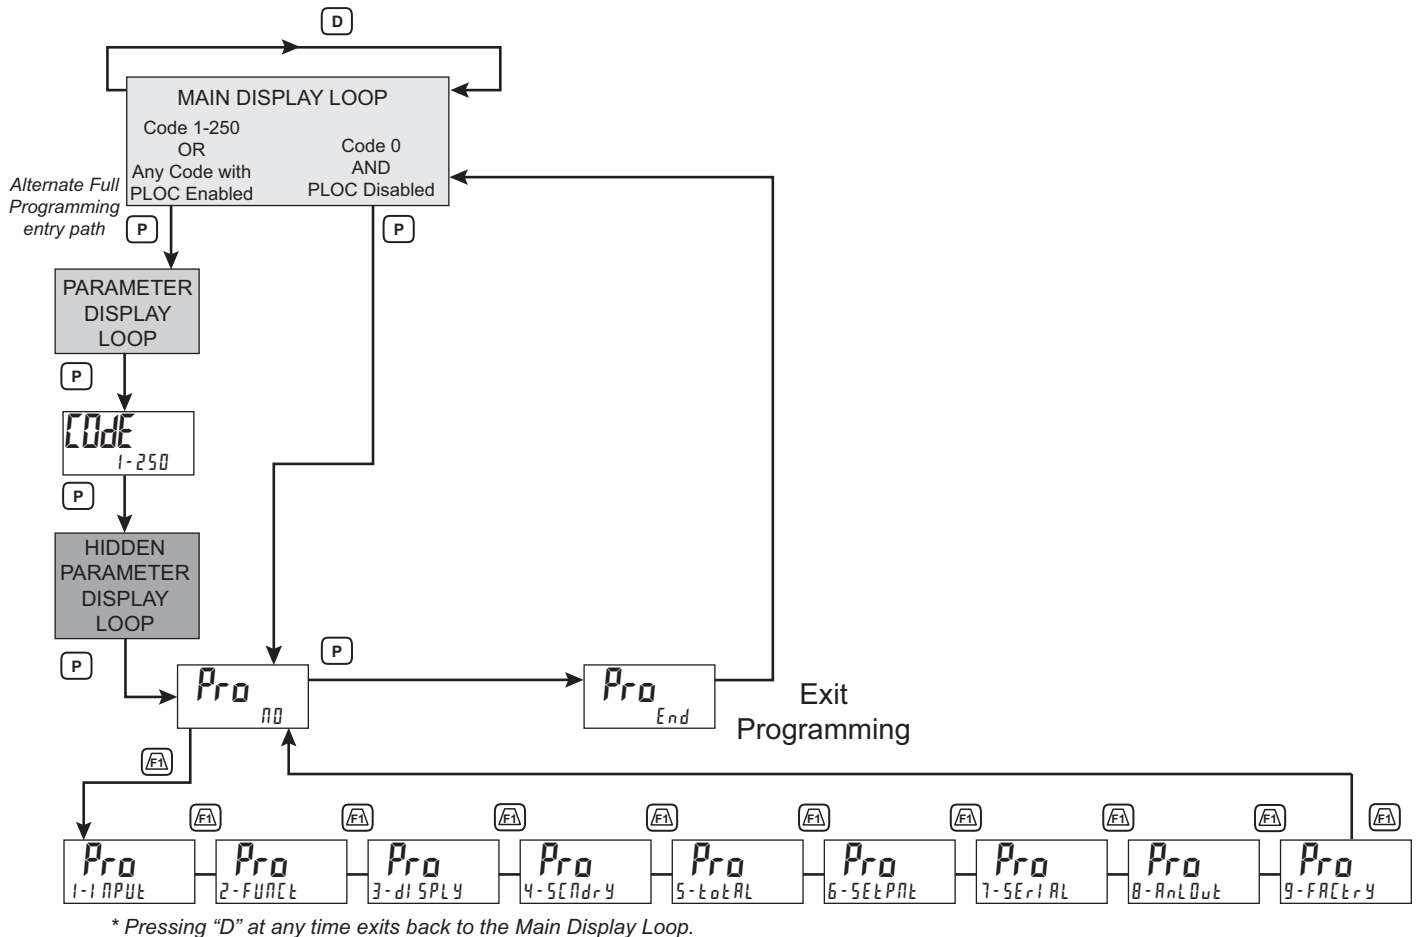 D
MAIN DISPLAY LOOP
Code 1-250
OR
Any Code with
PLOC Enabled
Code 0
AND
PLOC Disabled
Alternate Full
Programming
entry path
P
P
PARAMETER
DISPLAY
LOOP
P
COdE
1-250
P
HIDDEN
PARAMETER
DISPLAY
LOOP
P
Pro
NO
P
Pro
End
Exit
Programming
F1
F1
F1
F1
F1
F1
F1
F1
F1
F1
Pro
1-INPUt
Pro
2-FUNCt
Pro
3-dISPLY
Pro
4-SCNdrY
Pro
5-totAL
Pro
6-SEtPNt
Pro
7-SErIAL
Pro
8-AnLOut
Pro
9-FACtrY
* Pressing “D” at any time exits back to the Main Display Loop.